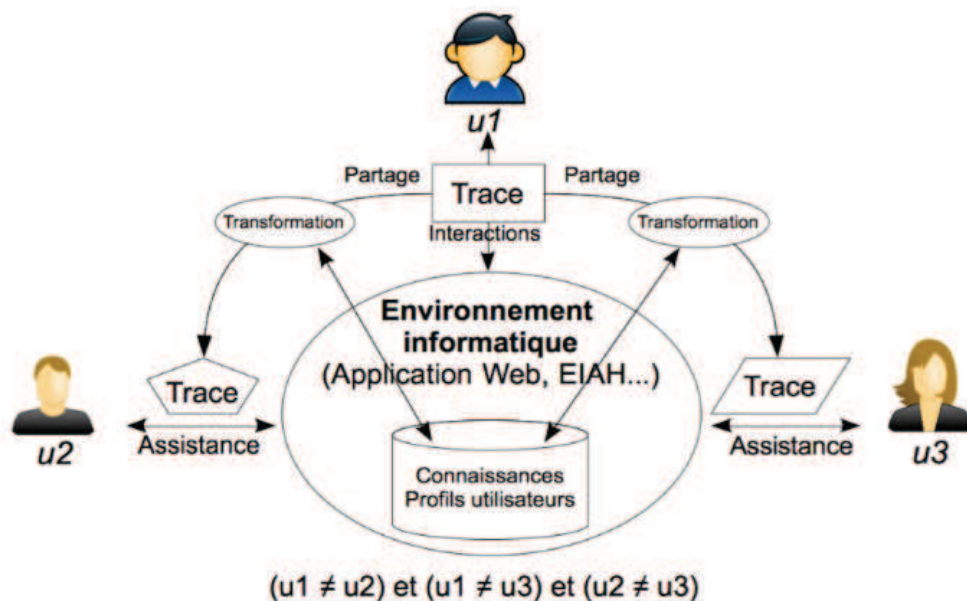 u1
Partage
Trace
Partage
Transformation
Transformation
Interactions
Environnement
informatique
(Application Web, EIAH...)
Trace
Trace
u2
Assistance
Assistance
u3
Connaissances
Profils utilisateurs
(u1 ≠ u2) et (u1 ≠ u3) et (u2 ≠ u3)